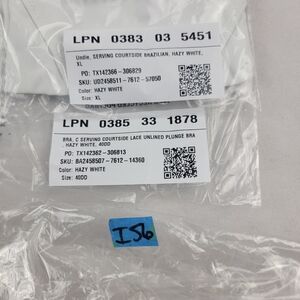 LPN 0383 03 5451
Undie, SERVING COURTSIDE BRAZILIAN, HAZY WHITE,
XL
PO: TX142366-306829
SKU: UD2458511-7612-57050
Color: HAZY WHITE
Size: XL
LPN 0385 33 1878
BRA, C SERVING COURTSIDE LACE UNLINED PLUNGE BRA
, HAZY WHITE, 40DD
PO: TX142362-306813
SKU: BA2458507-7612-14360
Color: HAZY WHITE
Size: 40DD
I56